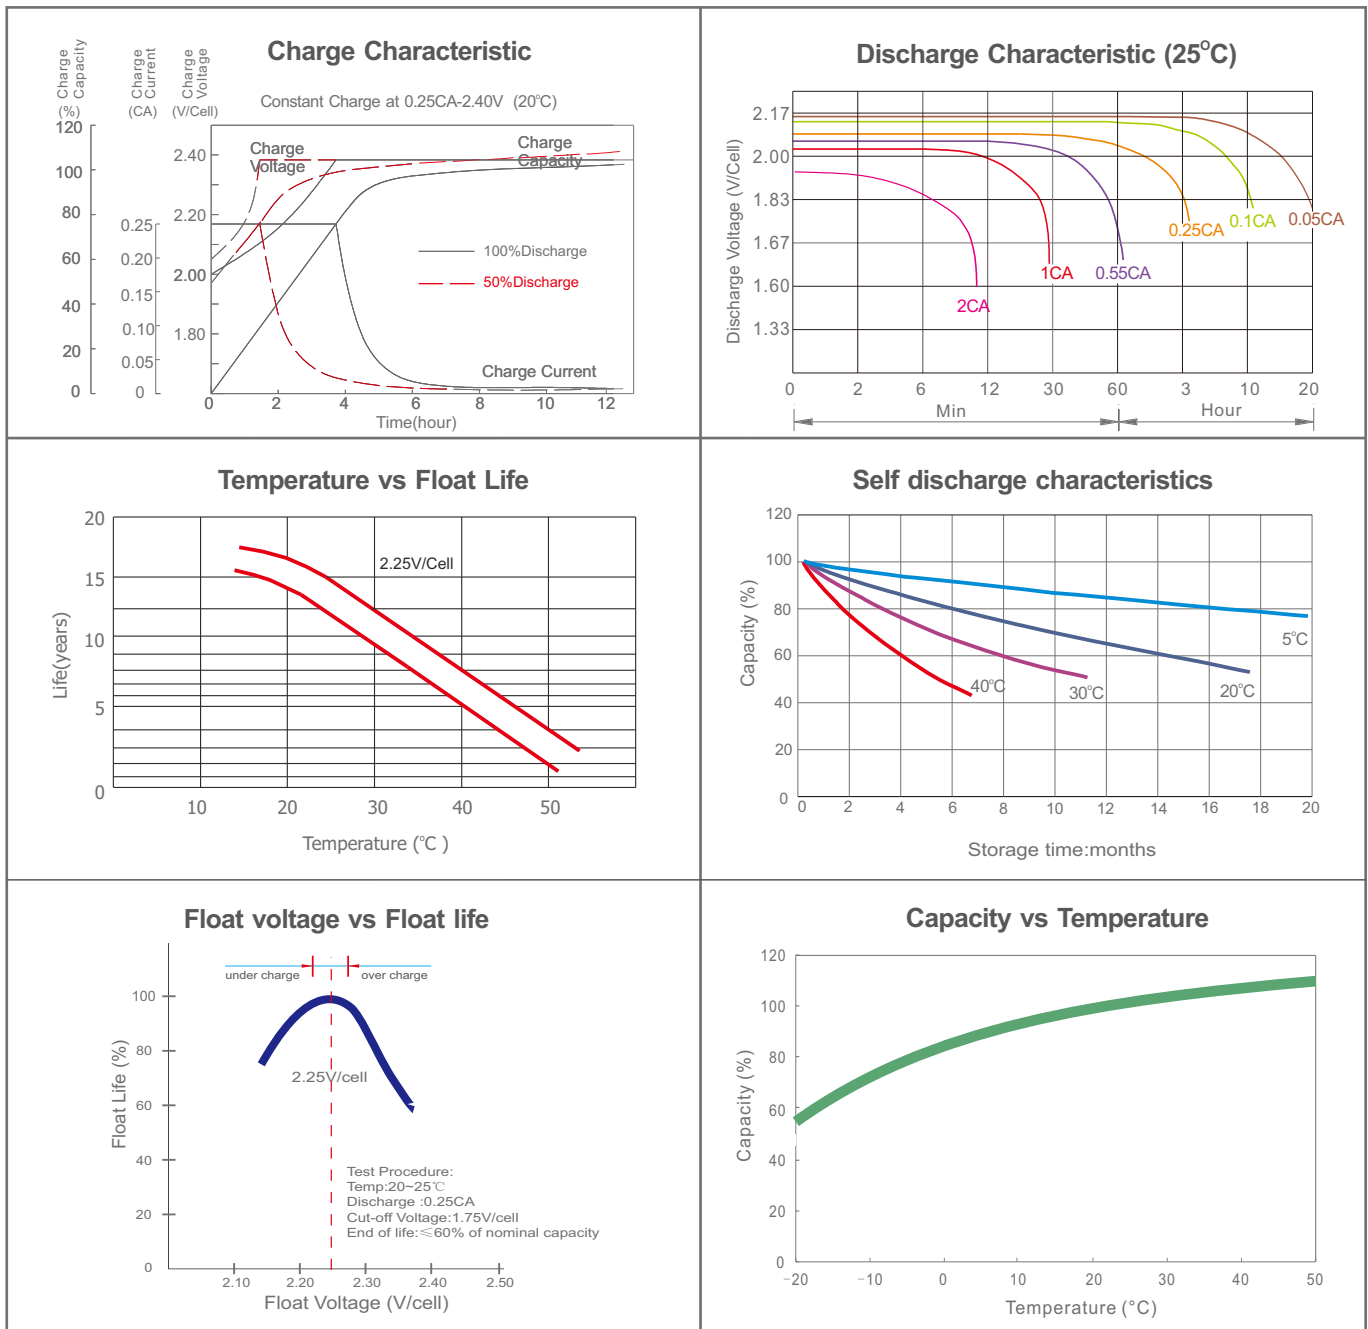 Charge Characteristic
Charge Capacity (%)
Charge Current (CA)
Charge Voltage (V/Cell)
Constant Charge at 0.25CA-2.40V (20°C)
120
100
80
60
40
20
0
0.25
0.20
0.15
0.10
0.05
0
2.40
2.20
2.00
1.80
Charge Voltage
Charge Capacity
100%Discharge
50%Discharge
Charge Current
0 2 4 6 8 10 12
Time(hour)
Discharge Characteristic (25°C)
Discharge Voltage (V/Cell)
2.17
2.00
1.83
1.67
1.60
1.33
2CA
1CA
0.55CA
0.25CA
0.1CA
0.05CA
0 2 6 12 30 60 3 10 20
Min Hour
Temperature vs Float Life
Life(years)
20
15
10
5
0
2.25V/Cell
10 20 30 40 50
Temperature (°C )
Self discharge characteristics
Capacity (%)
120
100
80
60
40
20
0
5°C
20°C
30°C
40°C
0 2 4 6 8 10 12 14 16 18 20
Storage time:months
Float voltage vs Float life
under charge over charge
Float Life (%)
100
80
60
40
20
0
2.25V/cell
Test Procedure:
Temp:20~25℃
Discharge :0.25CA
Cut-off Voltage:1.75V/cell
End of life:≤60% of nominal capacity
2.10 2.20 2.30 2.40 2.50
Float Voltage (V/cell)
Capacity vs Temperature
Capacity (%)
120
100
80
60
40
20
0
-20 -10 0 10 20 30 40 50
Temperature (°C)